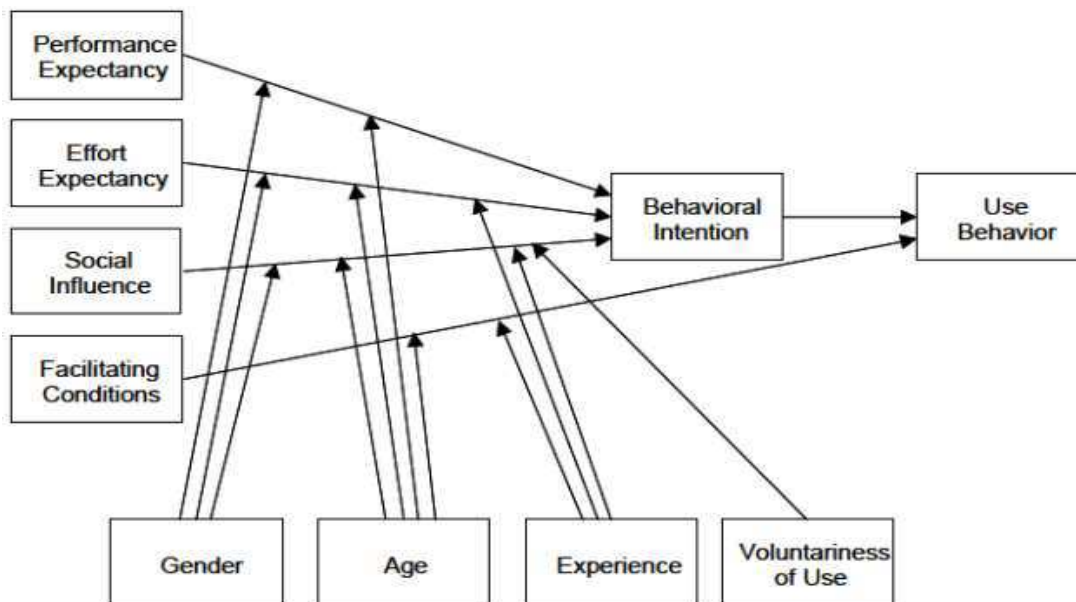 Performance
Expectancy
Effort
Expectancy
Social
Influence
Facilitating
Conditions
Behavioral
Intention
Use
Behavior
Gender
Age
Experience
Voluntariness
of Use